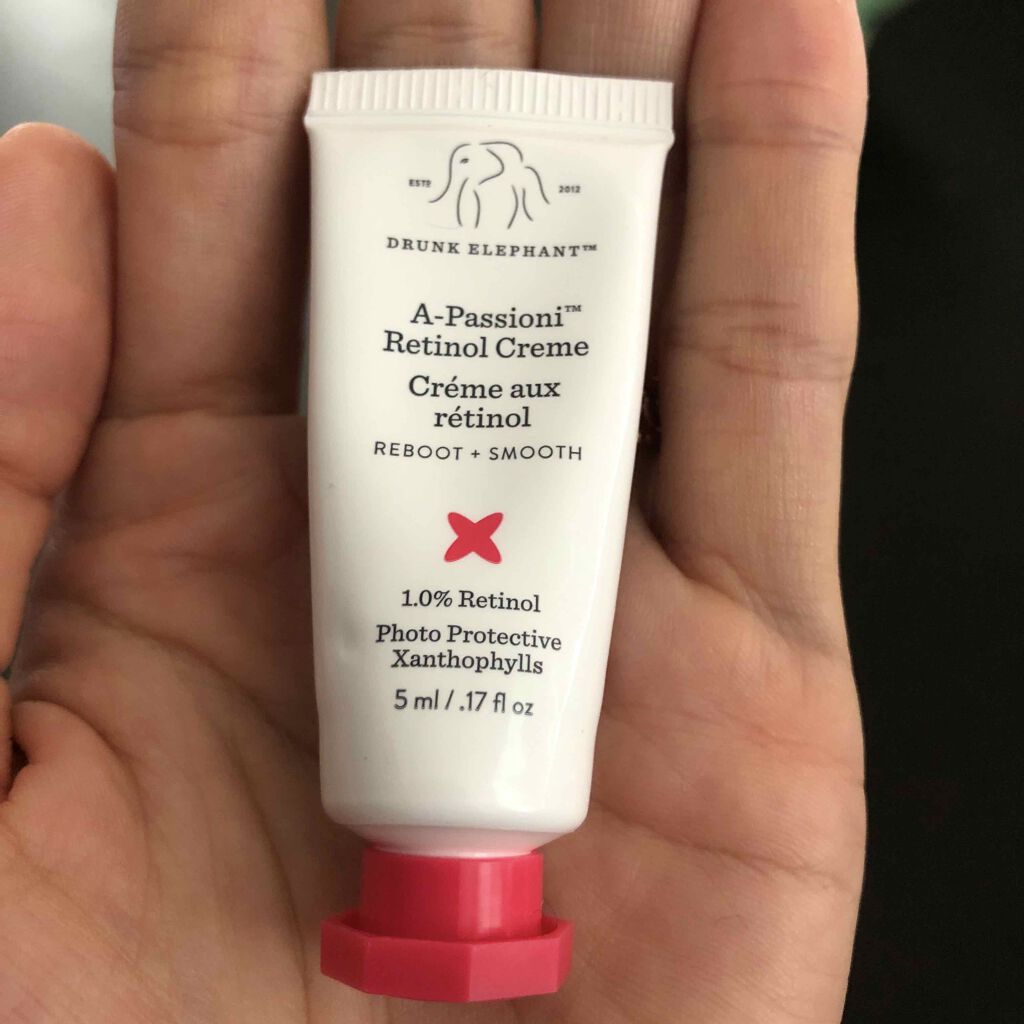 ESTD 2012
DRUNK ELEPHANT™
A-Passioni™
Retinol Creme
Créme aux
rétinol
REBOOT + SMOOTH
1.0% Retinol
Photo Protective
Xanthophylls
5 ml / .17 fl oz